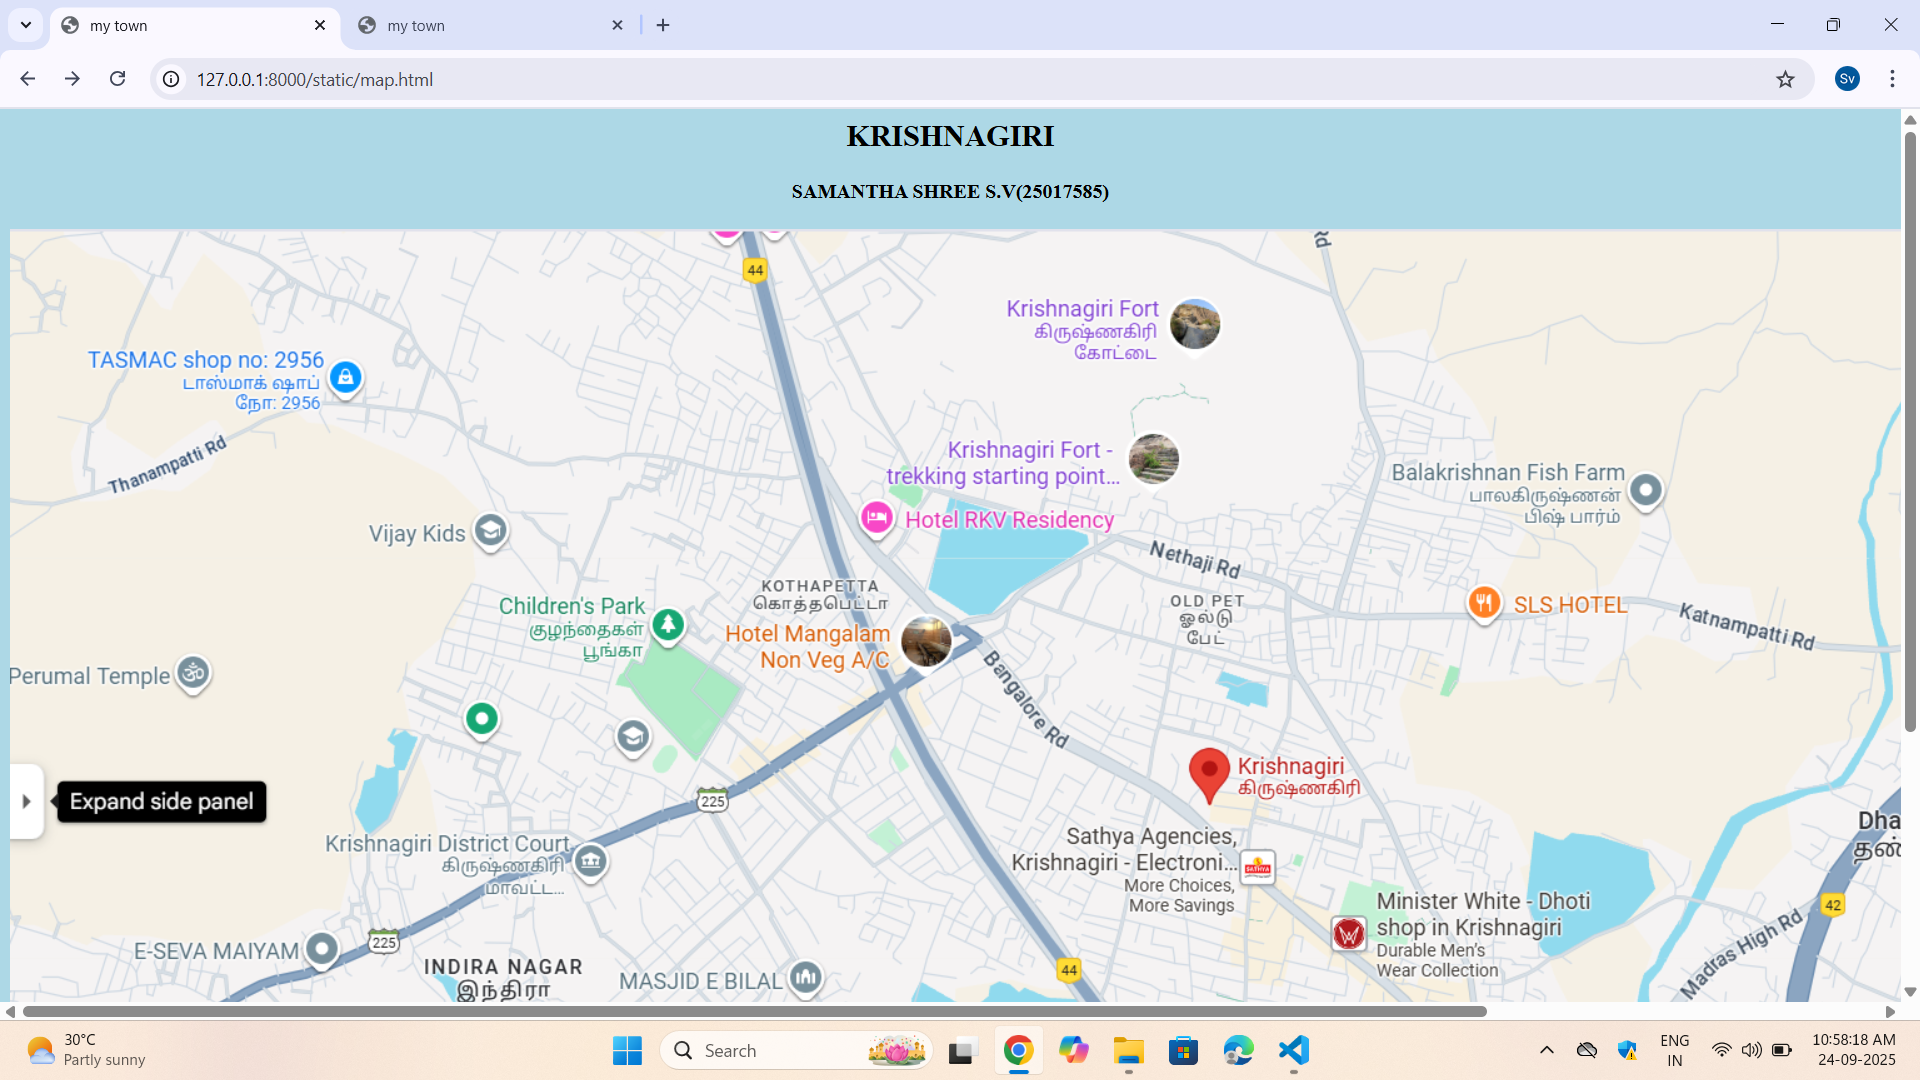 my town
my town
127.0.0.1:8000/static/map.html
Sv
KRISHNAGIRI
SAMANTHA SHREE S.V(25017585)
44
Krishnagiri Fort
கிருஷ்ணகிரி
கோட்டை
TASMAC shop no: 2956
டாஸ்மாக் ஷாப்
நோ: 2956
Thanampatti Rd
Krishnagiri Fort -
trekking starting point...
Balakrishnan Fish Farm
பாலகிருஷ்ணன்
பிஷ் பார்ம்
Vijay Kids
Hotel RKV Residency
Nethaji Rd
KOTHAPETTA
கொத்தபெட்டா
OLD PET
ஓல்டு
பேட்
Children's Park
குழந்தைகள்
பூங்கா
SLS HOTEL
Katnampatti Rd
Hotel Mangalam
Non Veg A/C
Perumal Temple
Bangalore Rd
Krishnagiri
கிருஷ்ணகிரி
Expand side panel
225
Dha
தண்
Krishnagiri District Court
கிருஷ்ணகிரி
மாவட்ட...
Sathya Agencies,
Krishnagiri - Electroni...
More Choices,
More Savings
SATHYA
Minister White - Dhoti
shop in Krishnagiri
Durable Men's
Wear Collection
42
Madras High Rd
E-SEVA MAIYAM
225
INDIRA NAGAR
இந்திரா
MASJID E BILAL
44
30°C
Partly sunny
Search
ENG
IN
10:58:18 AM
24-09-2025